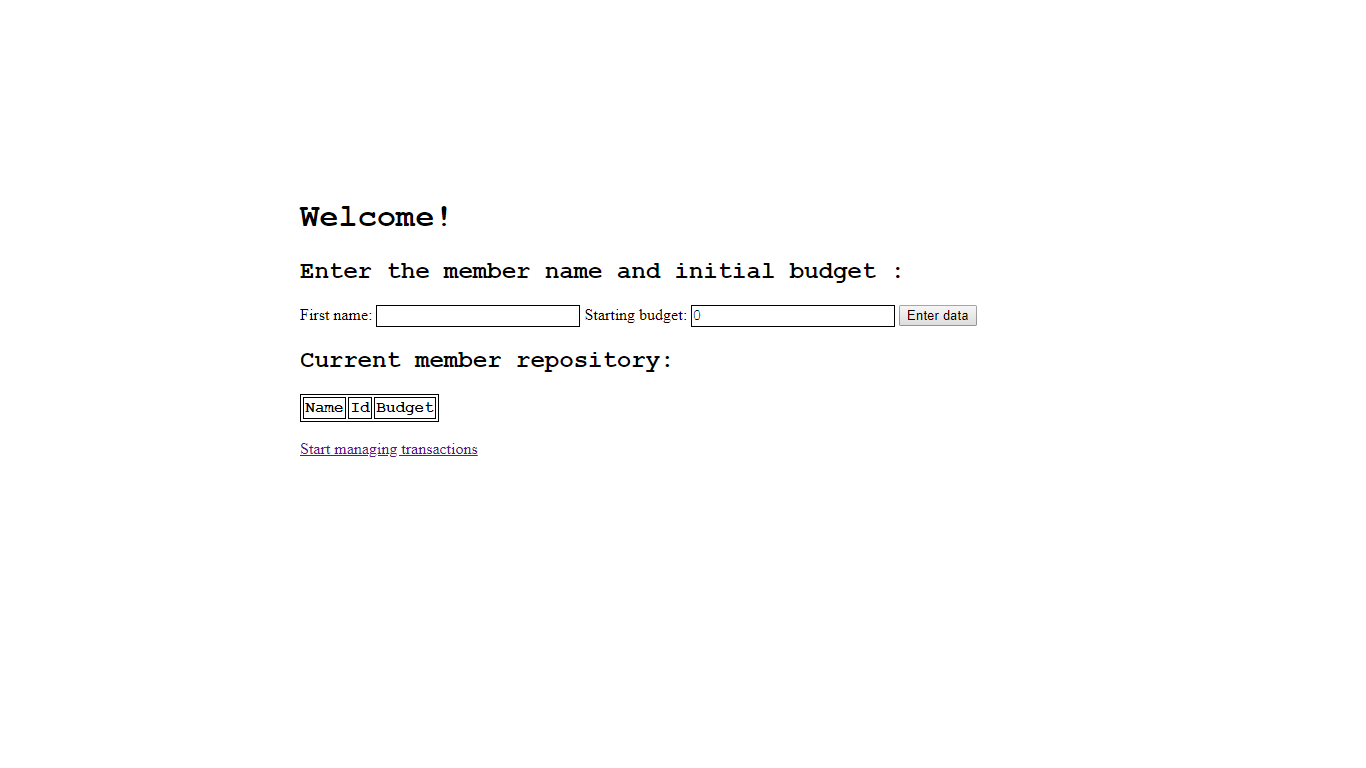 Welcome!
Enter the member name and initial budget :
First name: Starting budget: 0 Enter data
Current member repository:
Name Id Budget
Start managing transactions